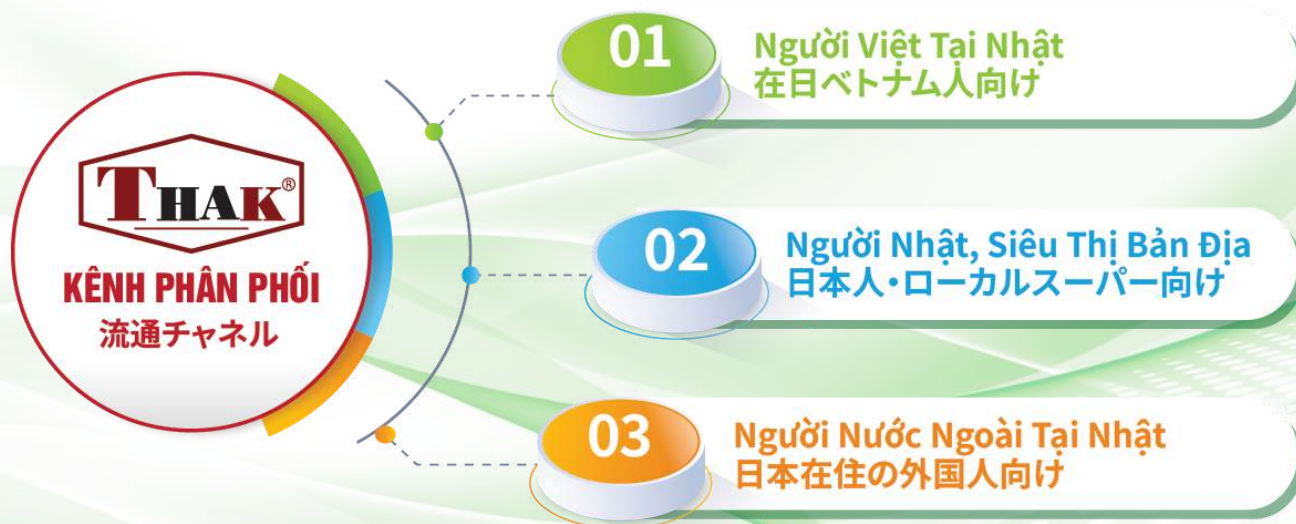 THAK®
KÊNH PHÂN PHỐI
流通チャネル
01
Người Việt Tại Nhật
在日ベトナム人向け
02
Người Nhật, Siêu Thị Bản Địa
日本人・ローカルスーパー向け
03
Người Nước Ngoài Tại Nhật
日本在住の外国人向け